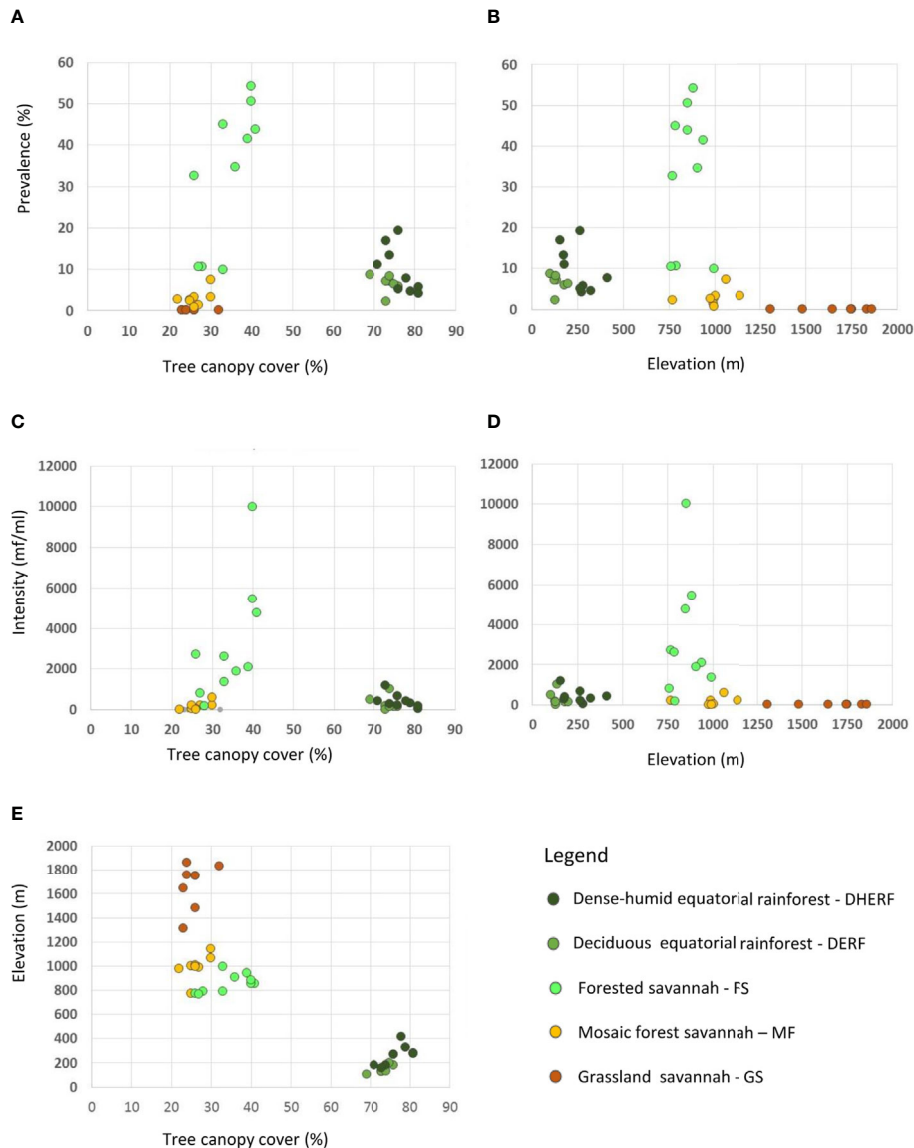 A
B
60
50
40
30
20
10
0
Prevalence (%)
0 10 20 30 40 50 60 70 80 90
Tree canopy cover (%)
60
50
40
30
20
10
0
0 250 500 750 1000 1250 1500 1750 2000
Elevation (m)
C
D
12000
10000
8000
6000
4000
2000
0
Intensity (mf/ml)
0 10 20 30 40 50 60 70 80 90
Tree canopy cover (%)
12000
10000
8000
6000
4000
2000
0
0 250 500 750 1000 1250 1500 1750 2000
Elevation (m)
E
2000
1800
1600
1400
1200
1000
800
600
400
200
0
Elevation (m)
0 10 20 30 40 50 60 70 80 90
Tree canopy cover (%)
Legend
Dense-humid equatorial rainforest - DHERF
Deciduous equatorial rainforest - DERF
Forested savannah - FS
Mosaic forest savannah – MF
Grassland savannah - GS